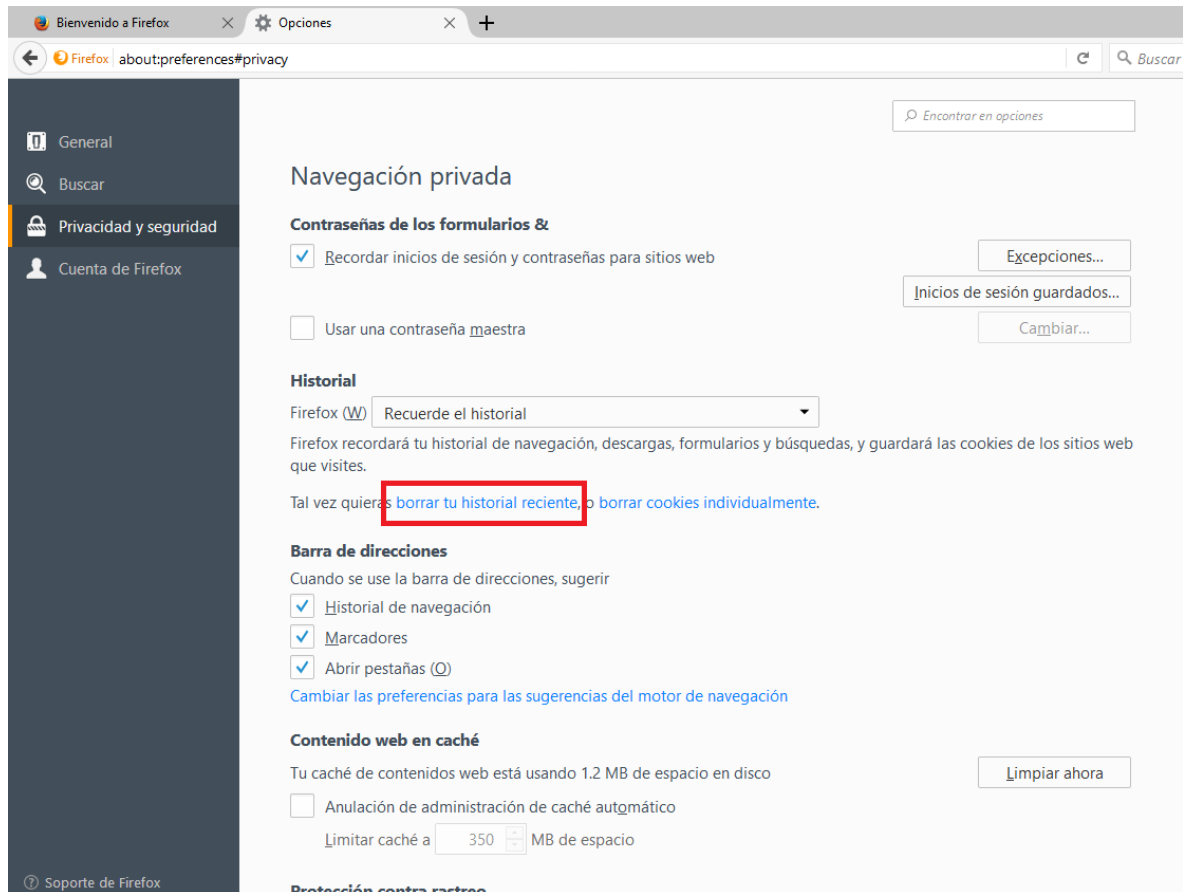 Bienvenido a Firefox
Opciones
Firefox about:preferences#privacy
Buscar
Encontrar en opciones
General
Buscar
Privacidad y seguridad
Cuenta de Firefox
Navegación privada
Contraseñas de los formularios &
Recordar inicios de sesión y contraseñas para sitios web
Excepciones...
Inicios de sesión guardados...
Usar una contraseña maestra
Cambiar...
Historial
Firefox (W) Recuerde el historial
Firefox recordará tu historial de navegación, descargas, formularios y búsquedas, y guardará las cookies de los sitios web
que visites.
Tal vez quieras borrar tu historial reciente, o borrar cookies individualmente.
Barra de direcciones
Cuando se use la barra de direcciones, sugerir
Historial de navegación
Marcadores
Abrir pestañas (O)
Cambiar las preferencias para las sugerencias del motor de navegación
Contenido web en caché
Tu caché de contenidos web está usando 1.2 MB de espacio en disco
Limpiar ahora
Anulación de administración de caché automático
Limitar caché a 350 MB de espacio
Soporte de Firefox
Protección contra rastreo